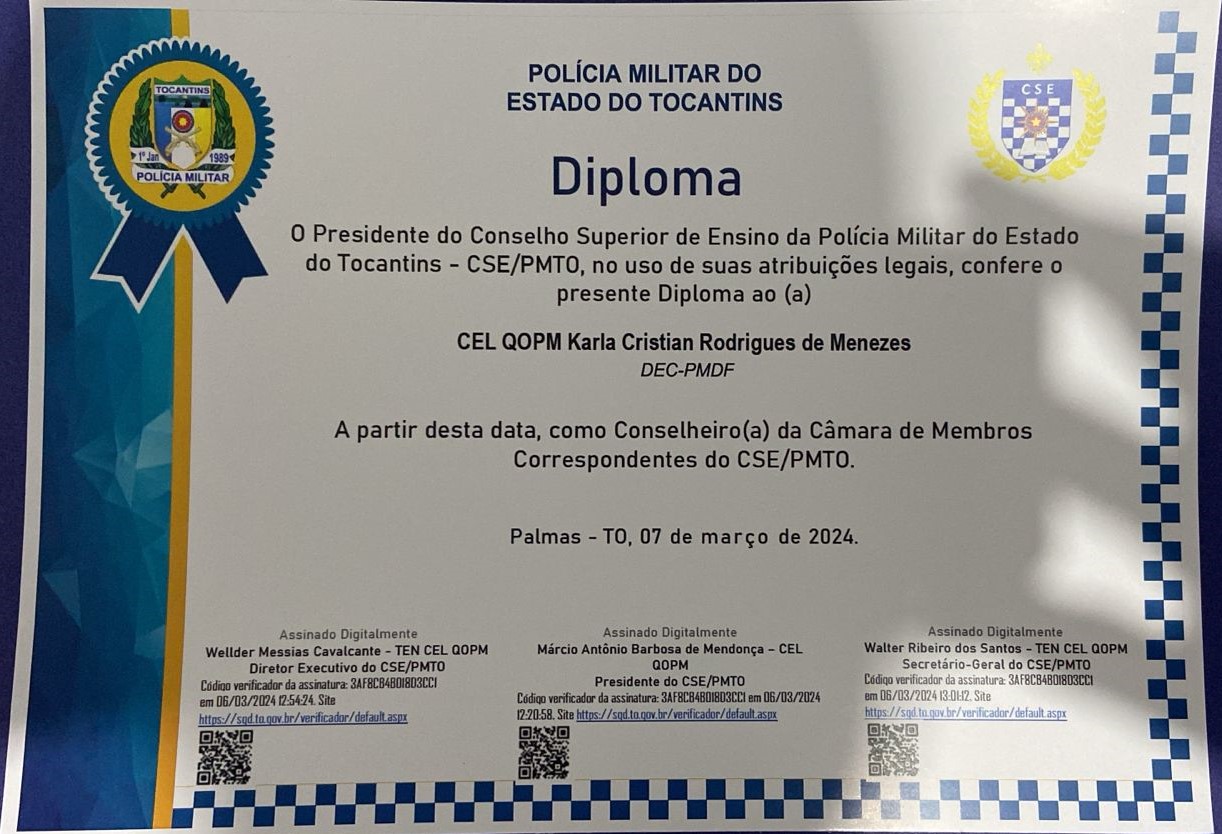 TOCANTINS
1º Jan 1989
POLÍCIA MILITAR
POLÍCIA MILITAR DO
ESTADO DO TOCANTINS
CSE
Diploma
O Presidente do Conselho Superior de Ensino da Polícia Militar do Estado
do Tocantins - CSE/PMTO, no uso de suas atribuições legais, confere o
presente Diploma ao (a)
CEL QOPM Karla Cristian Rodrigues de Menezes
DEC-PMDF
A partir desta data, como Conselheiro(a) da Câmara de Membros
Correspondentes do CSE/PMTO.
Palmas - TO, 07 de março de 2024.
Assinado Digitalmente
Wellder Messias Cavalcante - TEN CEL QOPM
Diretor Executivo do CSE/PMTO
Código verificador da assinatura: 3AF8CB4B01803CC1
em 06/03/2024 12:54:24. Site
https://sgd.to.gov.br/verificador/default.aspx
Assinado Digitalmente
Márcio Antônio Barbosa de Mendonça – CEL
QOPM
Presidente do CSE/PMTO
Código verificador da assinatura: 3AF8CB4B01803CC1 em 06/03/2024
12:20:58. Site https://sgd.to.gov.br/verificador/default.aspx
Assinado Digitalmente
Walter Ribeiro dos Santos - TEN CEL QOPM
Secretário-Geral do CSE/PMTO
Código verificador da assinatura: 3AF8CB4B01803CC1
em 06/03/2024 13:01:12. Site
https://sgd.to.gov.br/verificador/default.aspx